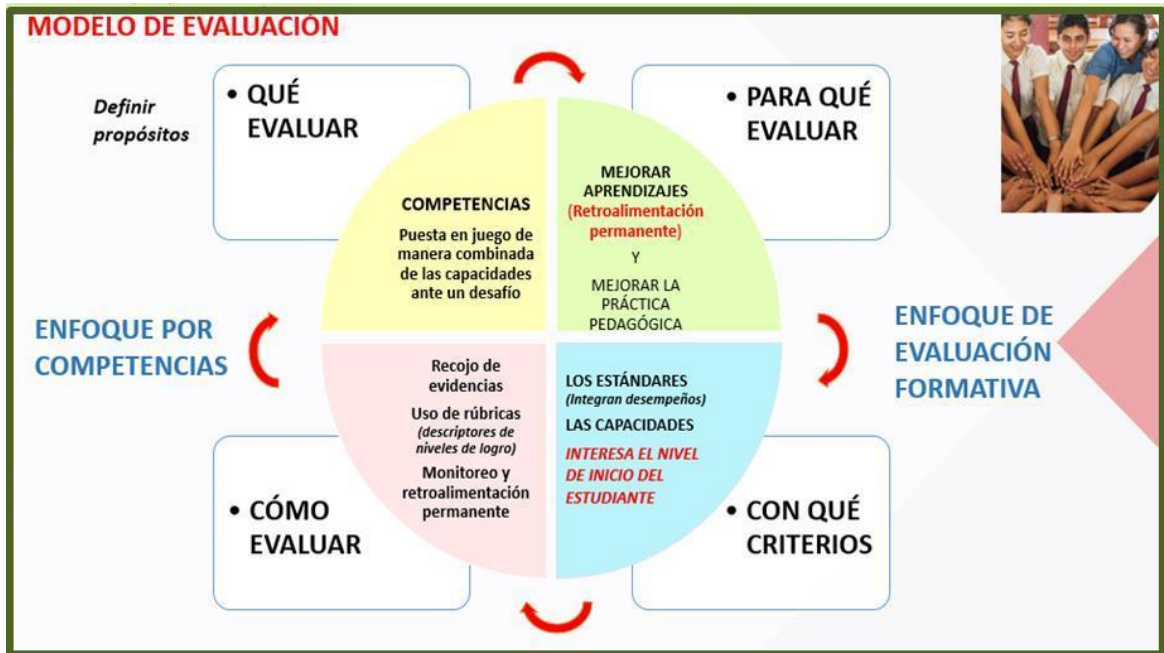 MODELO DE EVALUACIÓN
Definir
propósitos
• QUÉ
EVALUAR
• PARA QUÉ
EVALUAR
COMPETENCIAS
Puesta en juego de
manera combinada
de las capacidades
ante un desafío
MEJORAR
APRENDIZAJES
(Retroalimentación
permanente)
Y
MEJORAR LA
PRÁCTICA
PEDAGÓGICA
ENFOQUE POR
COMPETENCIAS
ENFOQUE DE
EVALUACIÓN
FORMATIVA
Recojo de
evidencias
Uso de rúbricas
(descriptores de
niveles de logro)
Monitoreo y
retroalimentación
permanente
LOS ESTÁNDARES
(Integran desempeños)
LAS CAPACIDADES
INTERESA EL NIVEL
DE INICIO DEL
ESTUDIANTE
• CÓMO
EVALUAR
• CON QUÉ
CRITERIOS